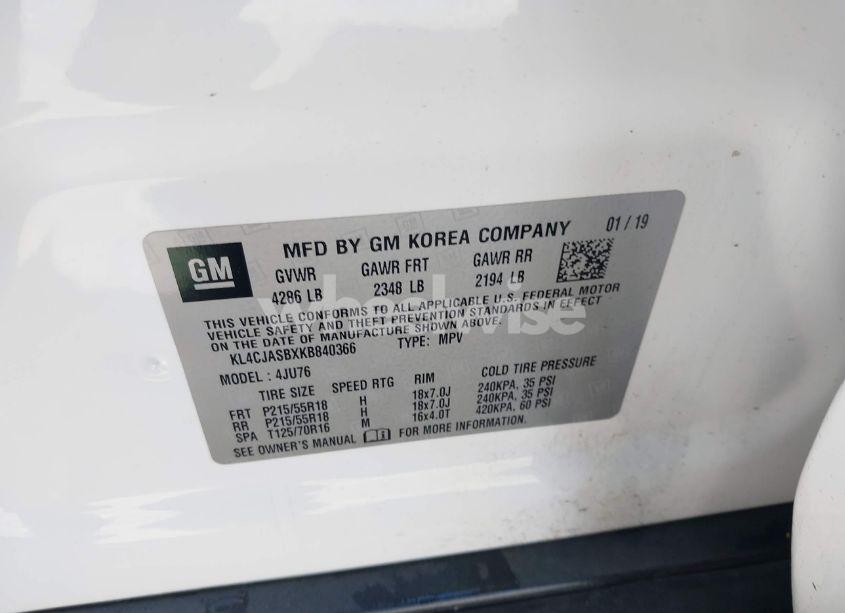 GM
MFD BY GM KOREA COMPANY 01 / 19
GVWR GAWR FRT GAWR RR
4286 LB 2348 LB 2194 LB
THIS VEHICLE CONFORMS TO ALL APPLICABLE U.S. FEDERAL MOTOR
VEHICLE SAFETY AND THEFT PREVENTION STANDARDS IN EFFECT
ON THE DATE OF MANUFACTURE SHOWN ABOVE.
KL4CJASBXKB840366 TYPE: MPV
MODEL : 4JU76
TIRE SIZE SPEED RTG RIM COLD TIRE PRESSURE
FRT P215/55R18 H 18x7.0J 240KPA, 35 PSI
RR P215/55R18 H 18x7.0J 240KPA, 35 PSI
SPA T125/70R16 M 16x4.0T 420KPA, 60 PSI
SEE OWNER'S MANUAL FOR MORE INFORMATION.
wheelwise